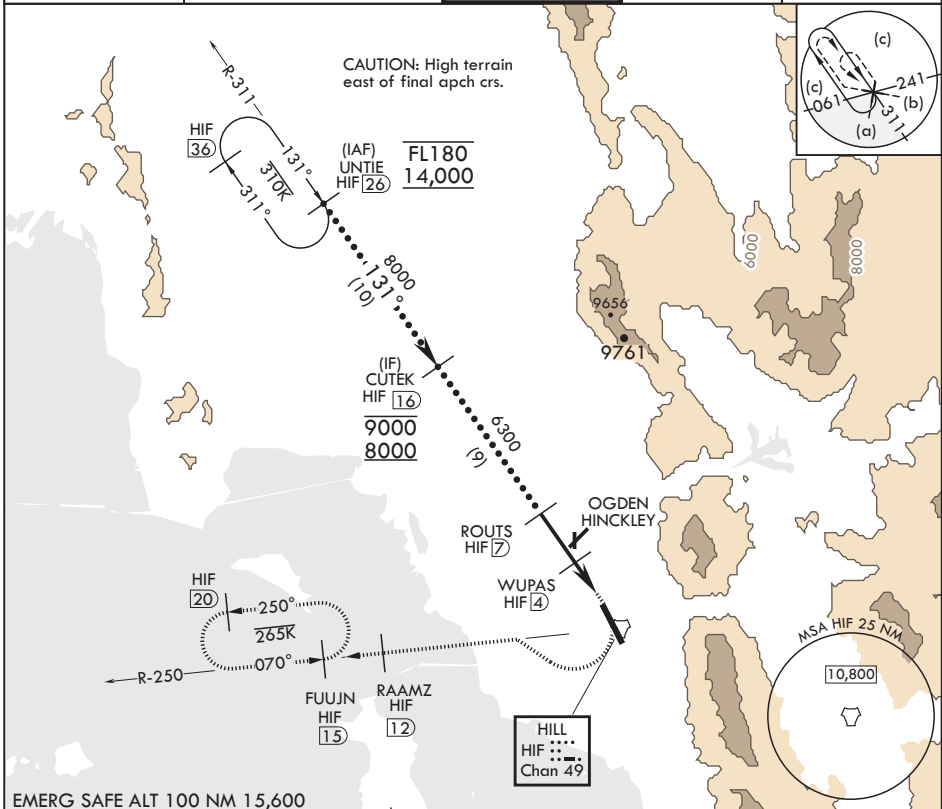 CAUTION: High terrain
east of final apch crs.
(c)
(c)
061
241
(b)
311
(a)
R-311
HIF
36
131°
310K
311°
(IAF)
UNTIE
HIF 26
FL180
14,000
8000
131°
(10)
6000
8000
9656
9761
(IF)
CUTEK
HIF 16
9000
8000
6300
(9)
OGDEN
HINCKLEY
ROUTS
HIF 7
WUPAS
HIF 4
HIF
20
250°
265K
070°
R-250
FUUJN
HIF
15
RAAMZ
HIF
12
MSA HIF 25 NM
10,800
HILL
HIF
Chan 49
EMERG SAFE ALT 100 NM 15,600